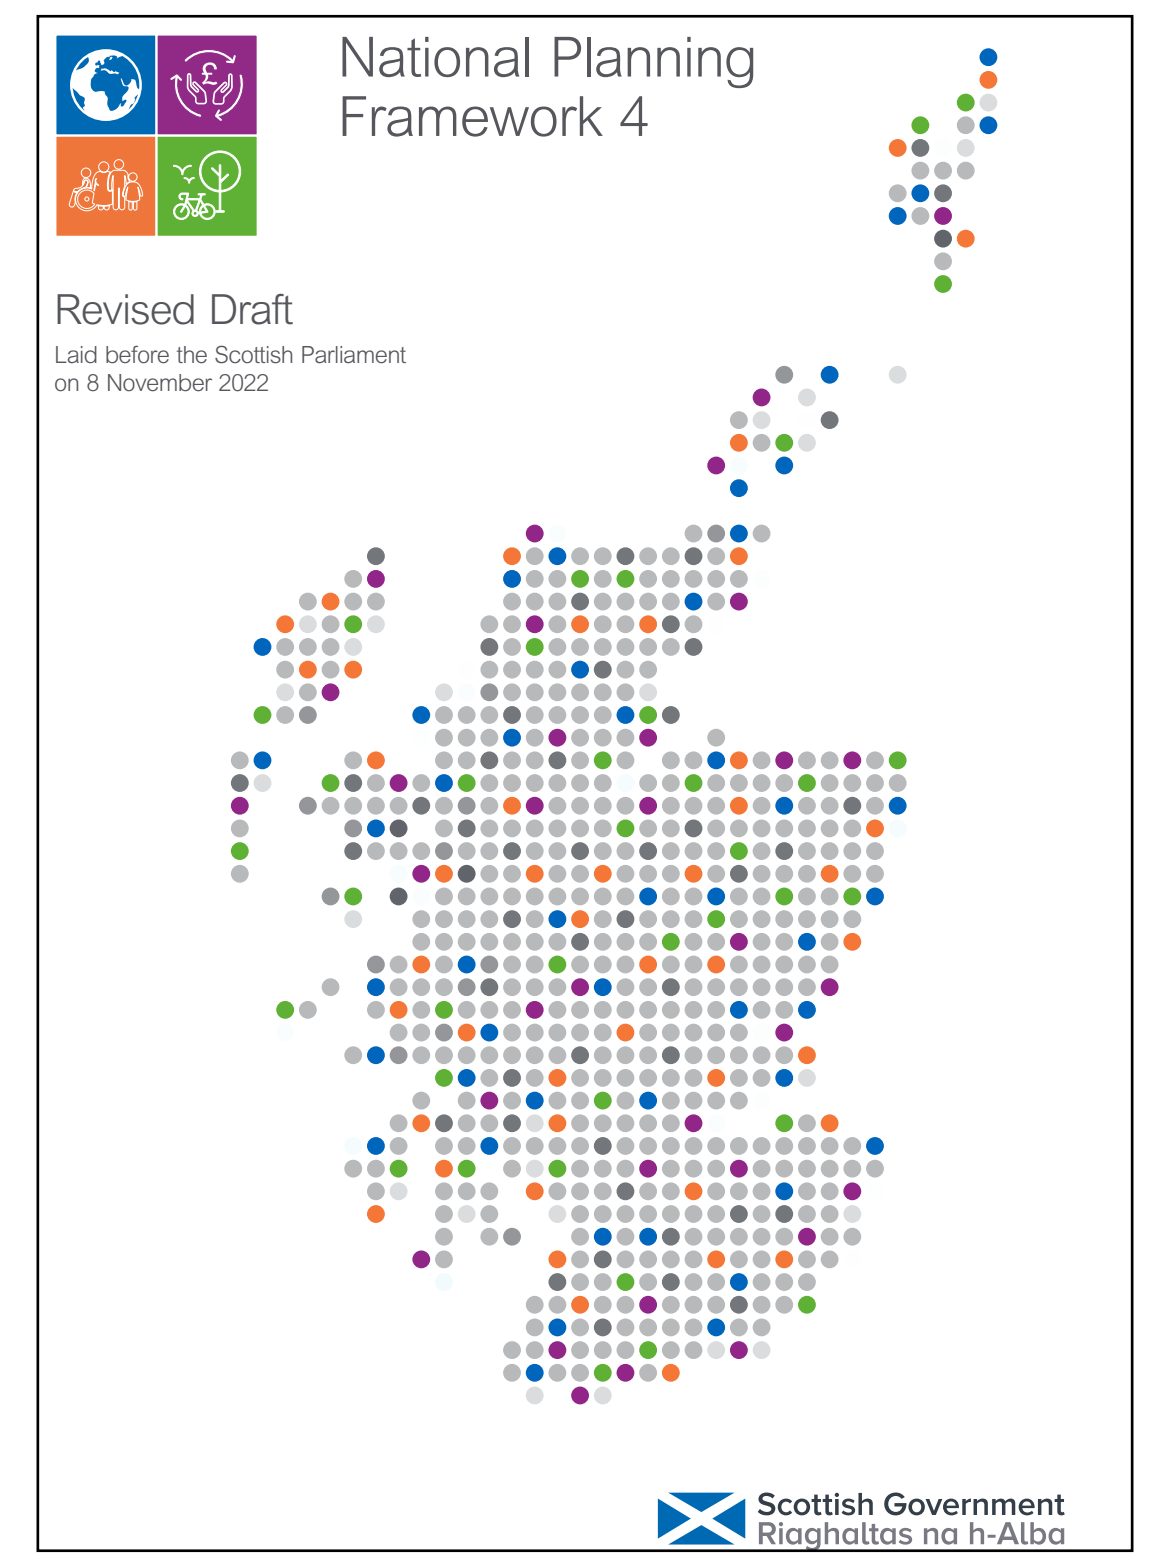 National Planning
Framework 4
£
Revised Draft
Laid before the Scottish Parliament
on 8 November 2022
Scottish Government
Riaghaltas na h-Alba